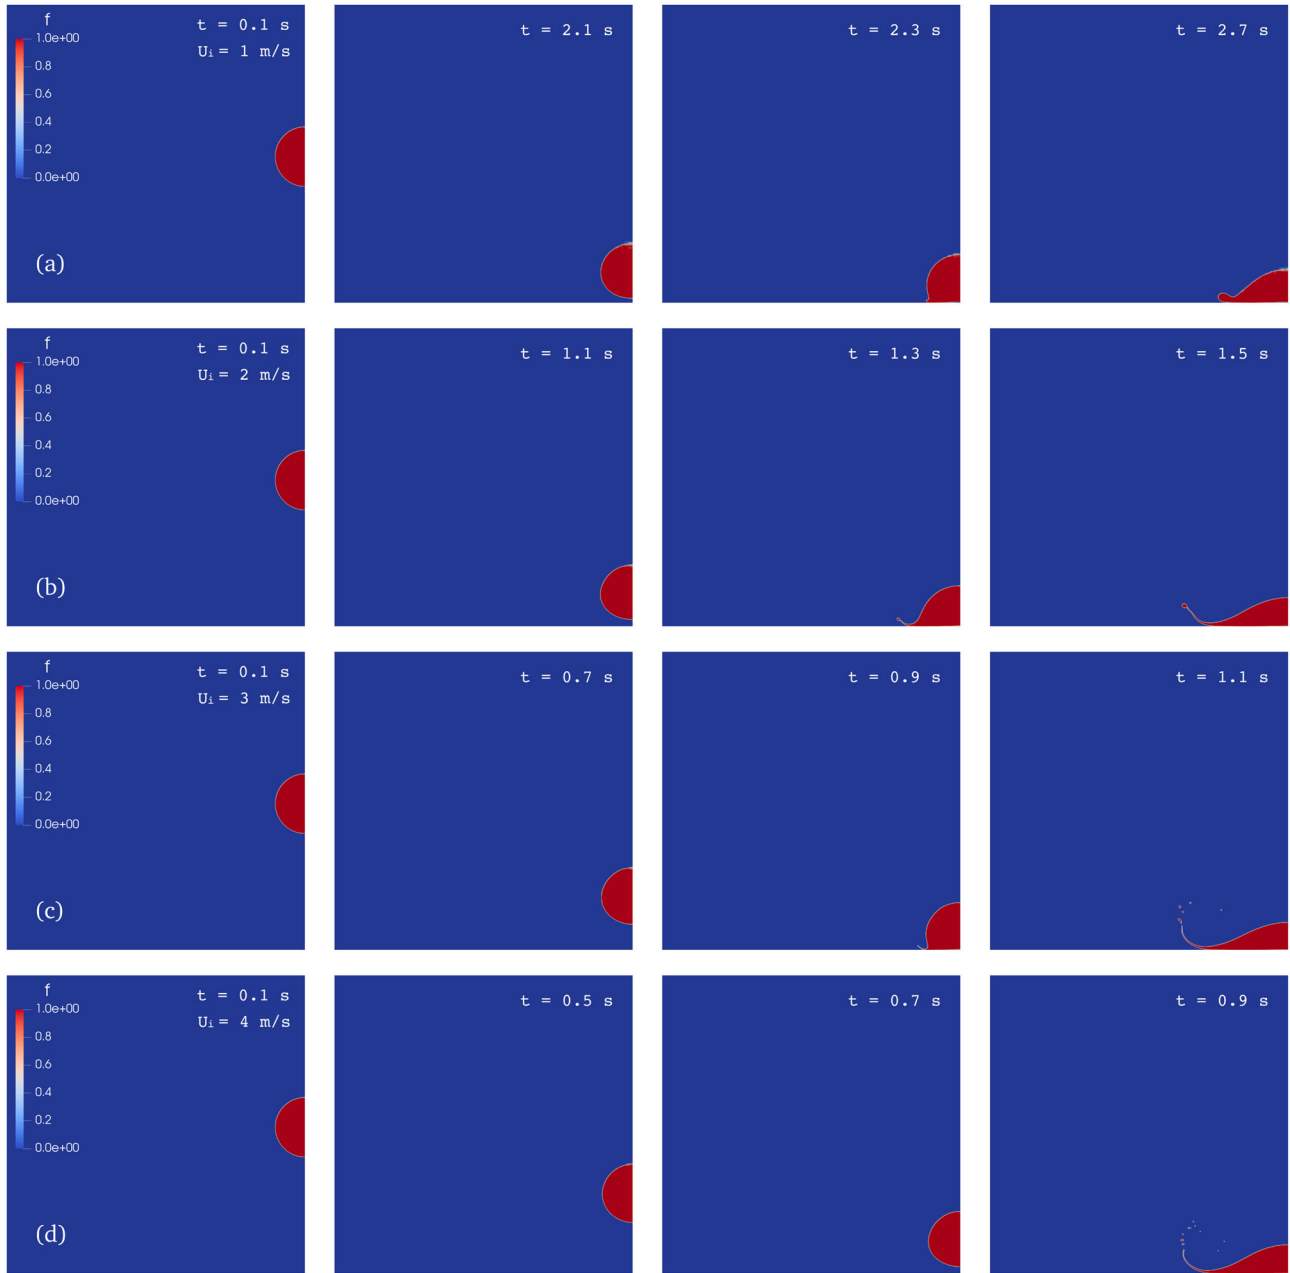 f
t = 0.1 s
t = 2.1 s
t = 2.3 s
t = 2.7 s
1.0e+00
Uᵢ = 1 m/s
0.8
0.6
0.4
0.2
0.0e+00
(a)
f
t = 0.1 s
t = 1.1 s
t = 1.3 s
t = 1.5 s
1.0e+00
Uᵢ = 2 m/s
0.8
0.6
0.4
0.2
0.0e+00
(b)
f
t = 0.1 s
t = 0.7 s
t = 0.9 s
t = 1.1 s
1.0e+00
Uᵢ = 3 m/s
0.8
0.6
0.4
0.2
0.0e+00
(c)
f
t = 0.1 s
t = 0.5 s
t = 0.7 s
t = 0.9 s
1.0e+00
Uᵢ = 4 m/s
0.8
0.6
0.4
0.2
0.0e+00
(d)